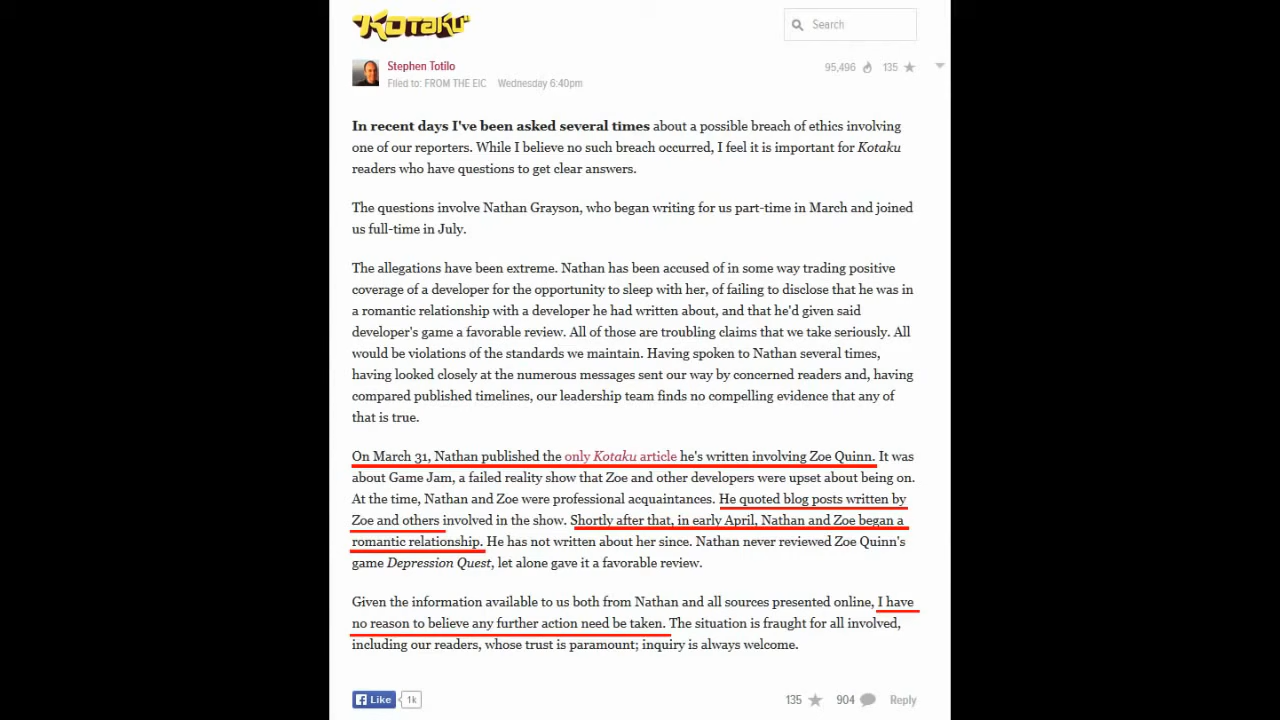 KOTAKU
Search
Stephen Totilo
Filed to: FROM THE EIC Wednesday 6:40pm
95,496 135
In recent days I've been asked several times about a possible breach of ethics involving
one of our reporters. While I believe no such breach occurred, I feel it is important for Kotaku
readers who have questions to get clear answers.
The questions involve Nathan Grayson, who began writing for us part-time in March and joined
us full-time in July.
The allegations have been extreme. Nathan has been accused of in some way trading positive
coverage of a developer for the opportunity to sleep with her, of failing to disclose that he was in
a romantic relationship with a developer he had written about, and that he'd given said
developer's game a favorable review. All of those are troubling claims that we take seriously. All
would be violations of the standards we maintain. Having spoken to Nathan several times,
having looked closely at the numerous messages sent our way by concerned readers and, having
compared published timelines, our leadership team finds no compelling evidence that any of
that is true.
On March 31, Nathan published the only Kotaku article he's written involving Zoe Quinn. It was
about Game Jam, a failed reality show that Zoe and other developers were upset about being on.
At the time, Nathan and Zoe were professional acquaintances. He quoted blog posts written by
Zoe and others involved in the show. Shortly after that, in early April, Nathan and Zoe began a
romantic relationship. He has not written about her since. Nathan never reviewed Zoe Quinn's
game Depression Quest, let alone gave it a favorable review.
Given the information available to us both from Nathan and all sources presented online, I have
no reason to believe any further action need be taken. The situation is fraught for all involved,
including our readers, whose trust is paramount; inquiry is always welcome.
Like 1k 135 904 Reply